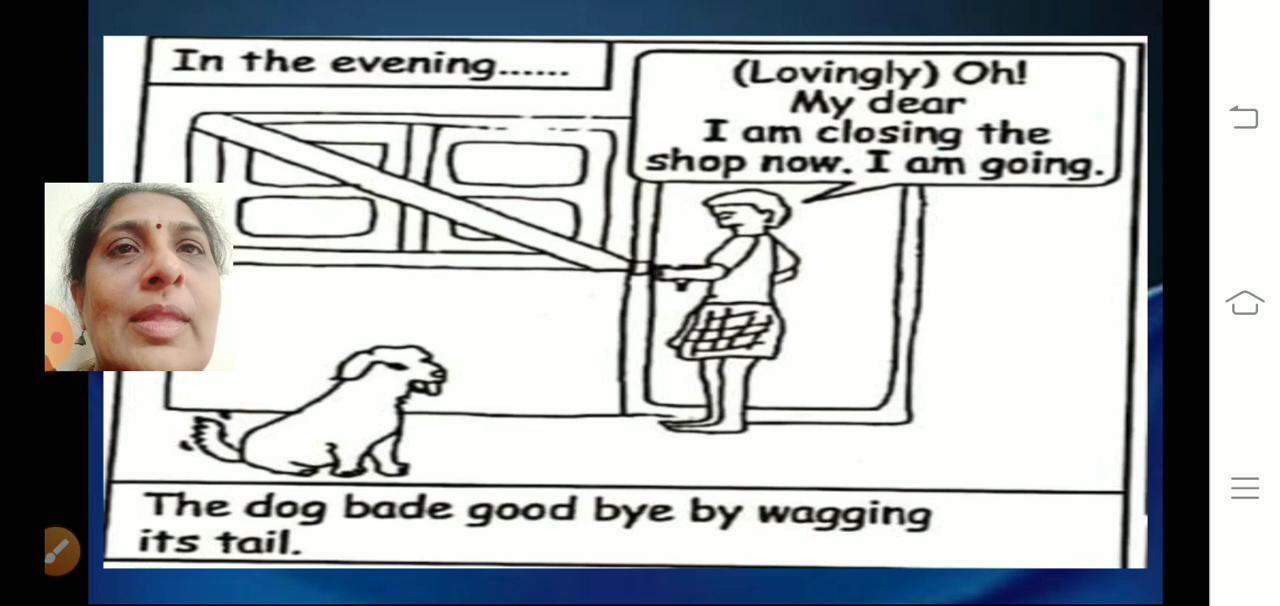 In the evening......
(Lovingly) Oh!
My dear
I am closing the
shop now. I am going.
The dog bade good bye by wagging
its tail.